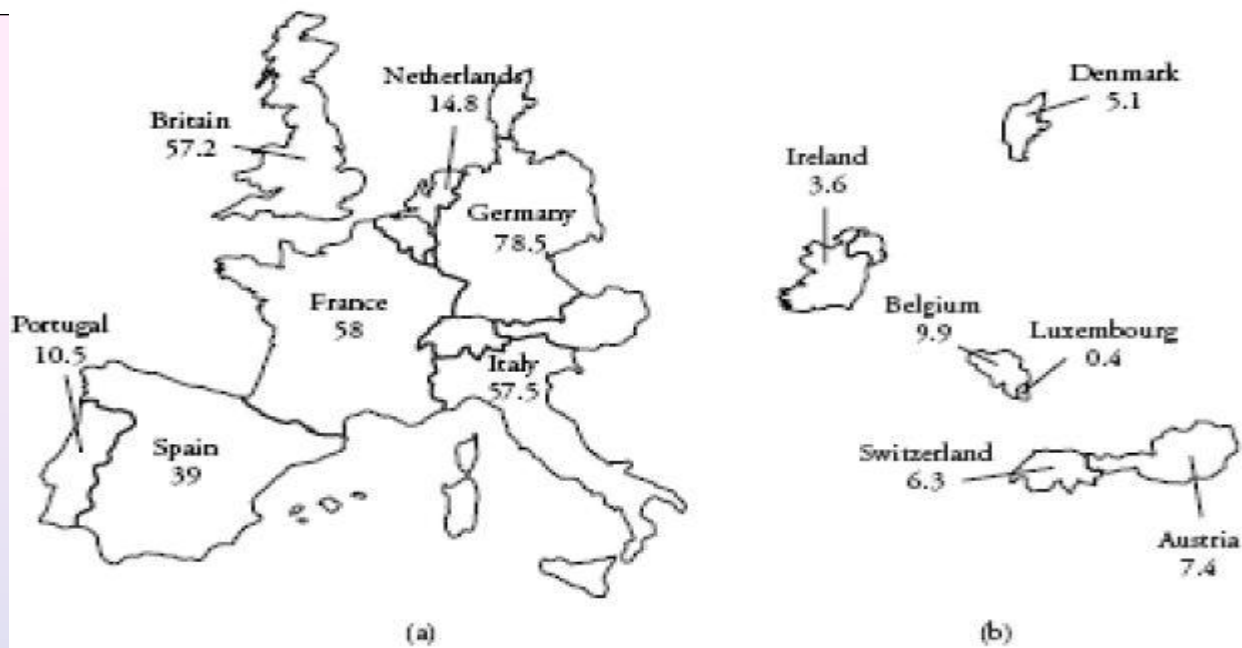 Netherlands
14.8
Britain
57.2
Germany
78.5
France
58
Portugal
10.5
Italy
57.5
Spain
39
(a)
Denmark
5.1
Ireland
3.6
Belgium
9.9
Luxembourg
0.4
Switzerland
6.3
Austria
7.4
(b)